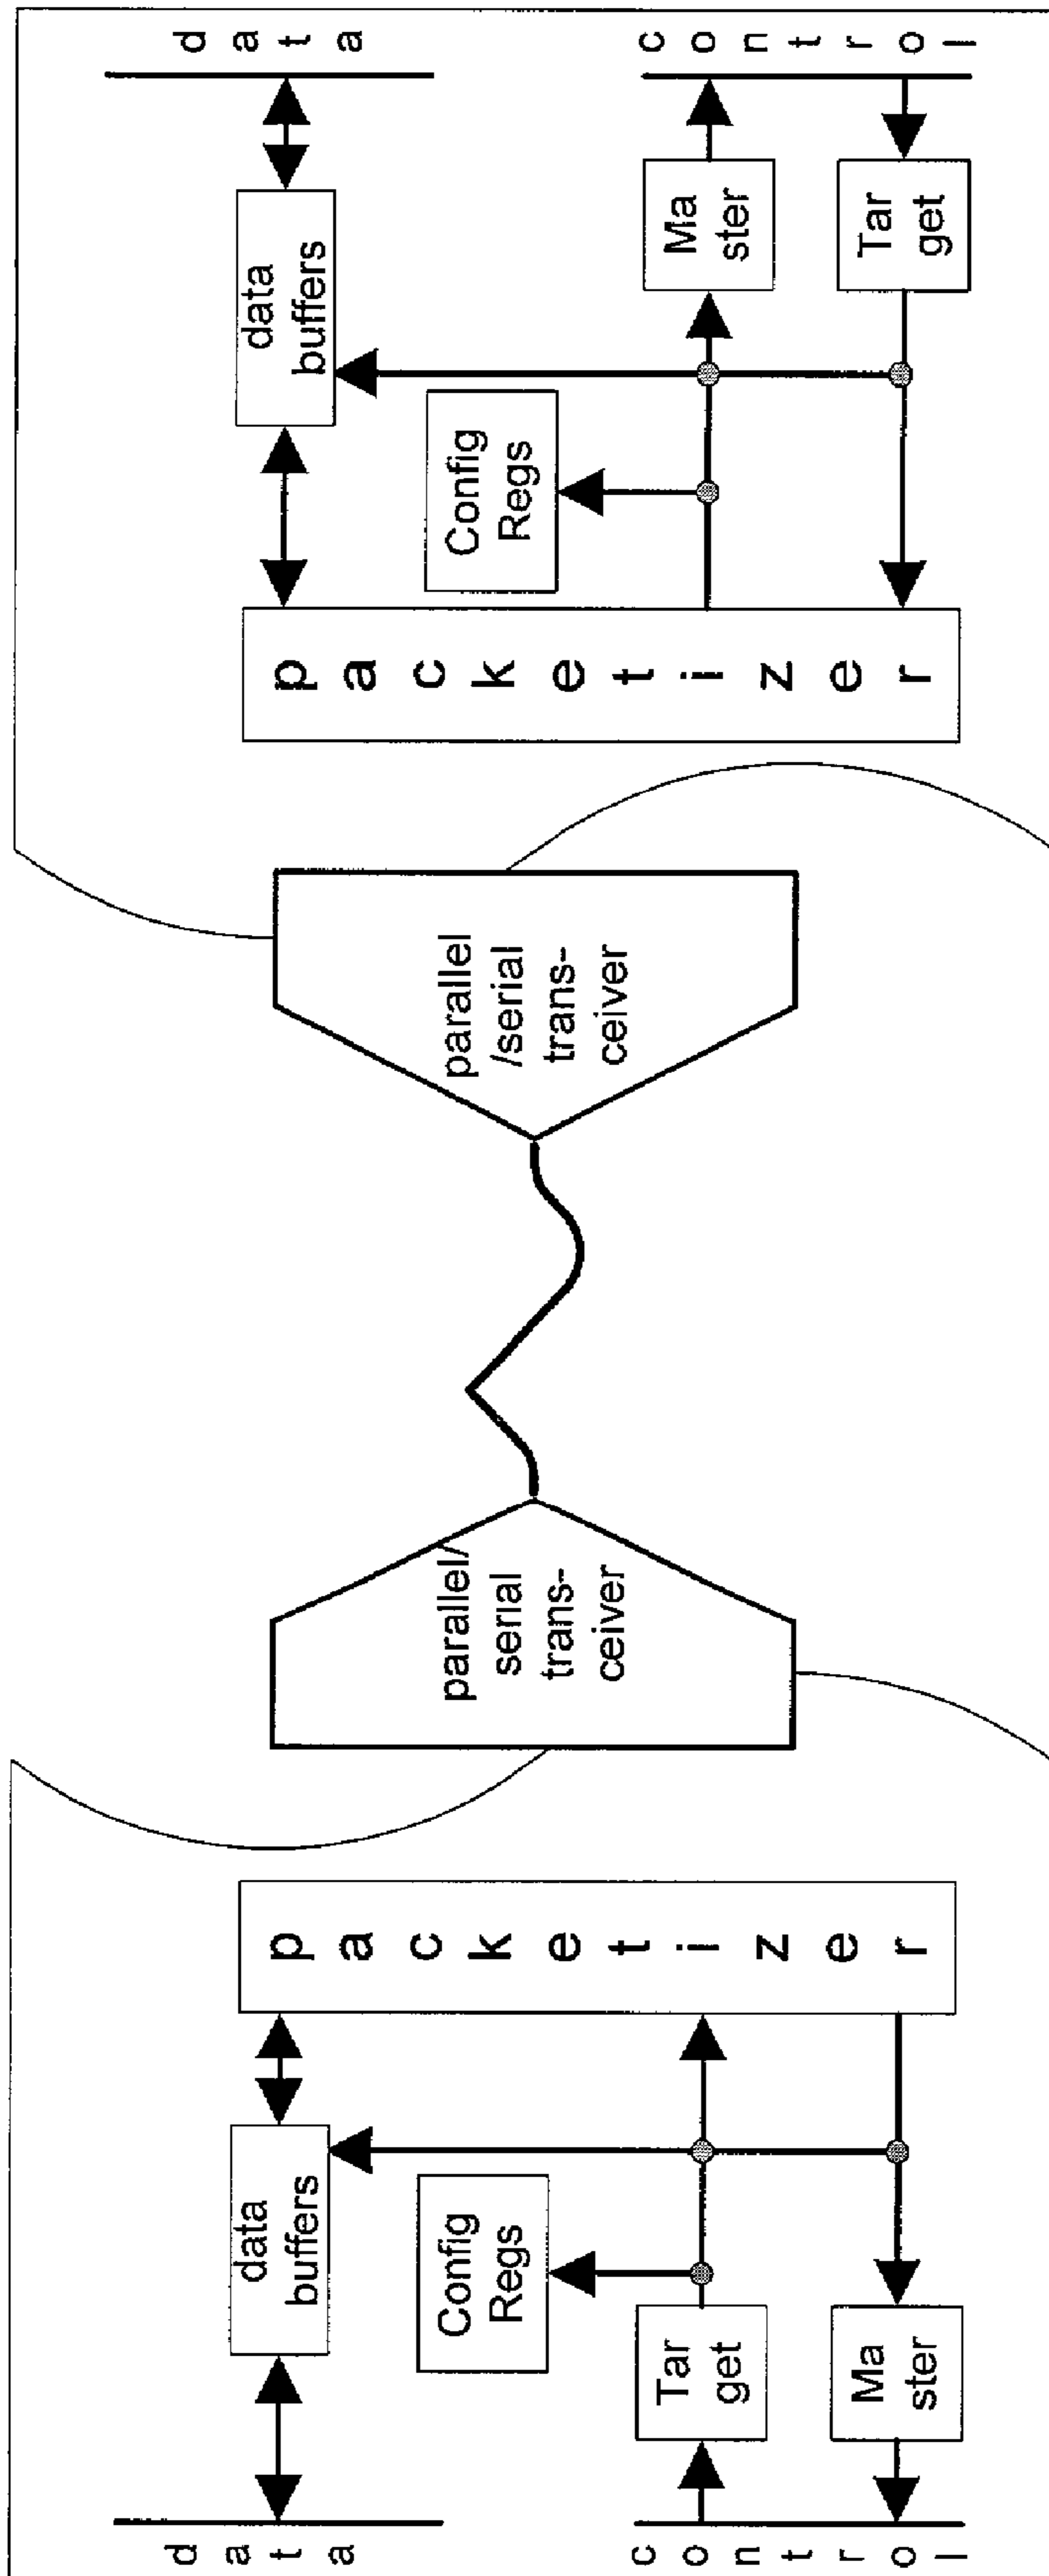 data
control
data
buffers
Config
Regs
Tar
get
Ma
ster
packetizer
parallel/
serial
trans-
ceiver
parallel
/serial
trans-
ceiver
packetizer
data
buffers
Config
Regs
Ma
ster
Tar
get
data
control